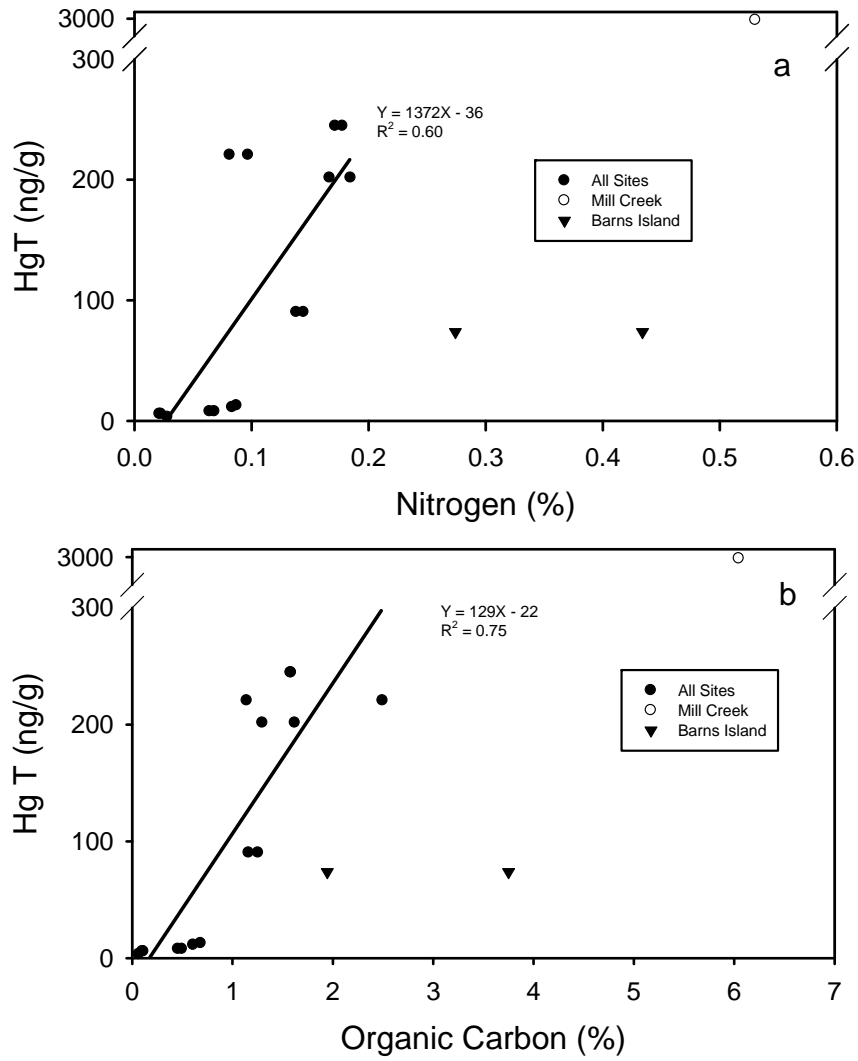 3000
300
200
100
0
HgT (ng/g)
a
Y = 1372X - 36
R² = 0.60
All Sites
Mill Creek
Barns Island
0.0 0.1 0.2 0.3 0.4 0.5 0.6
Nitrogen (%)
3000
300
200
100
0
Hg T (ng/g)
b
Y = 129X - 22
R² = 0.75
All Sites
Mill Creek
Barns Island
0 1 2 3 4 5 6 7
Organic Carbon (%)